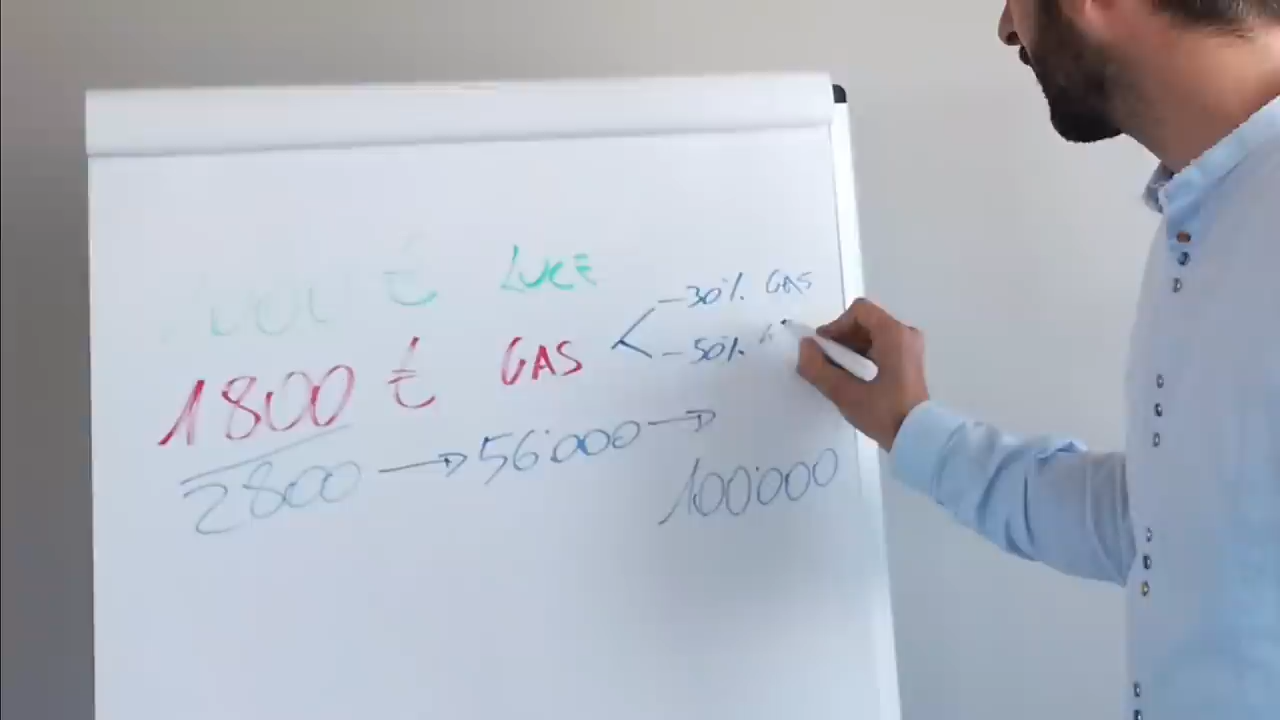 € LUCE
1800 € GAS
-30% GAS
-50%
2800 → 56'000 →
100'000